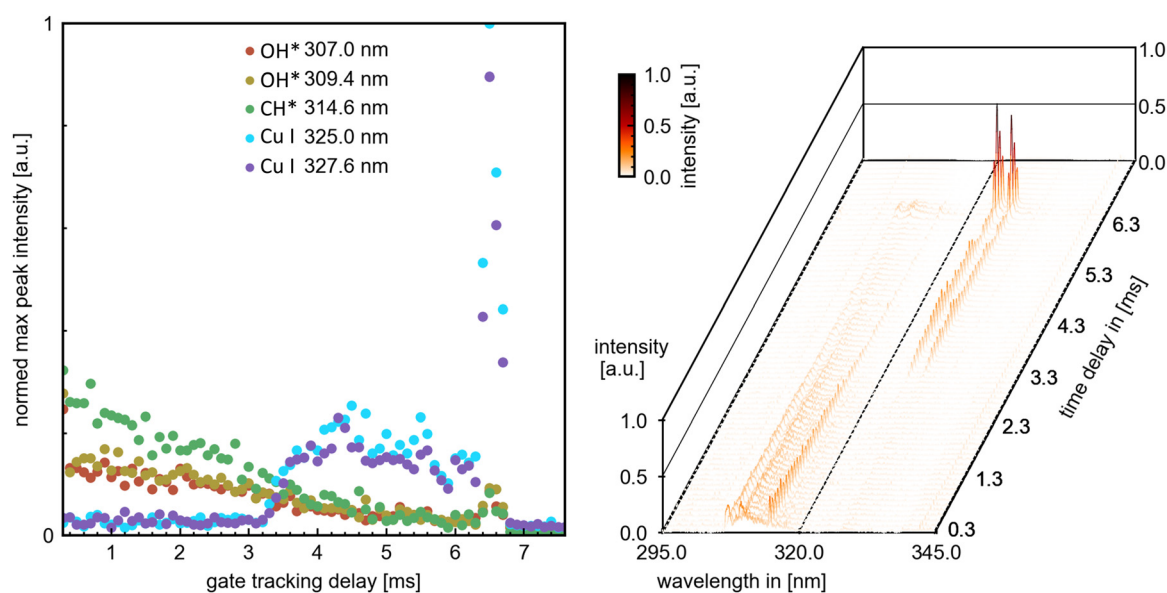 1
OH* 307.0 nm
OH* 309.4 nm
CH* 314.6 nm
Cu I 325.0 nm
Cu I 327.6 nm
normed max peak intensity [a.u.]
0
1 2 3 4 5 6 7
gate tracking delay [ms]
1.0
0.5
0.0
intensity [a.u.]
1.0
0.5
0.0
6.3
5.3
4.3
3.3
2.3
1.3
0.3
time delay in [ms]
intensity
[a.u.]
1.0
0.5
0.0
295.0 320.0 345.0
wavelength in [nm]